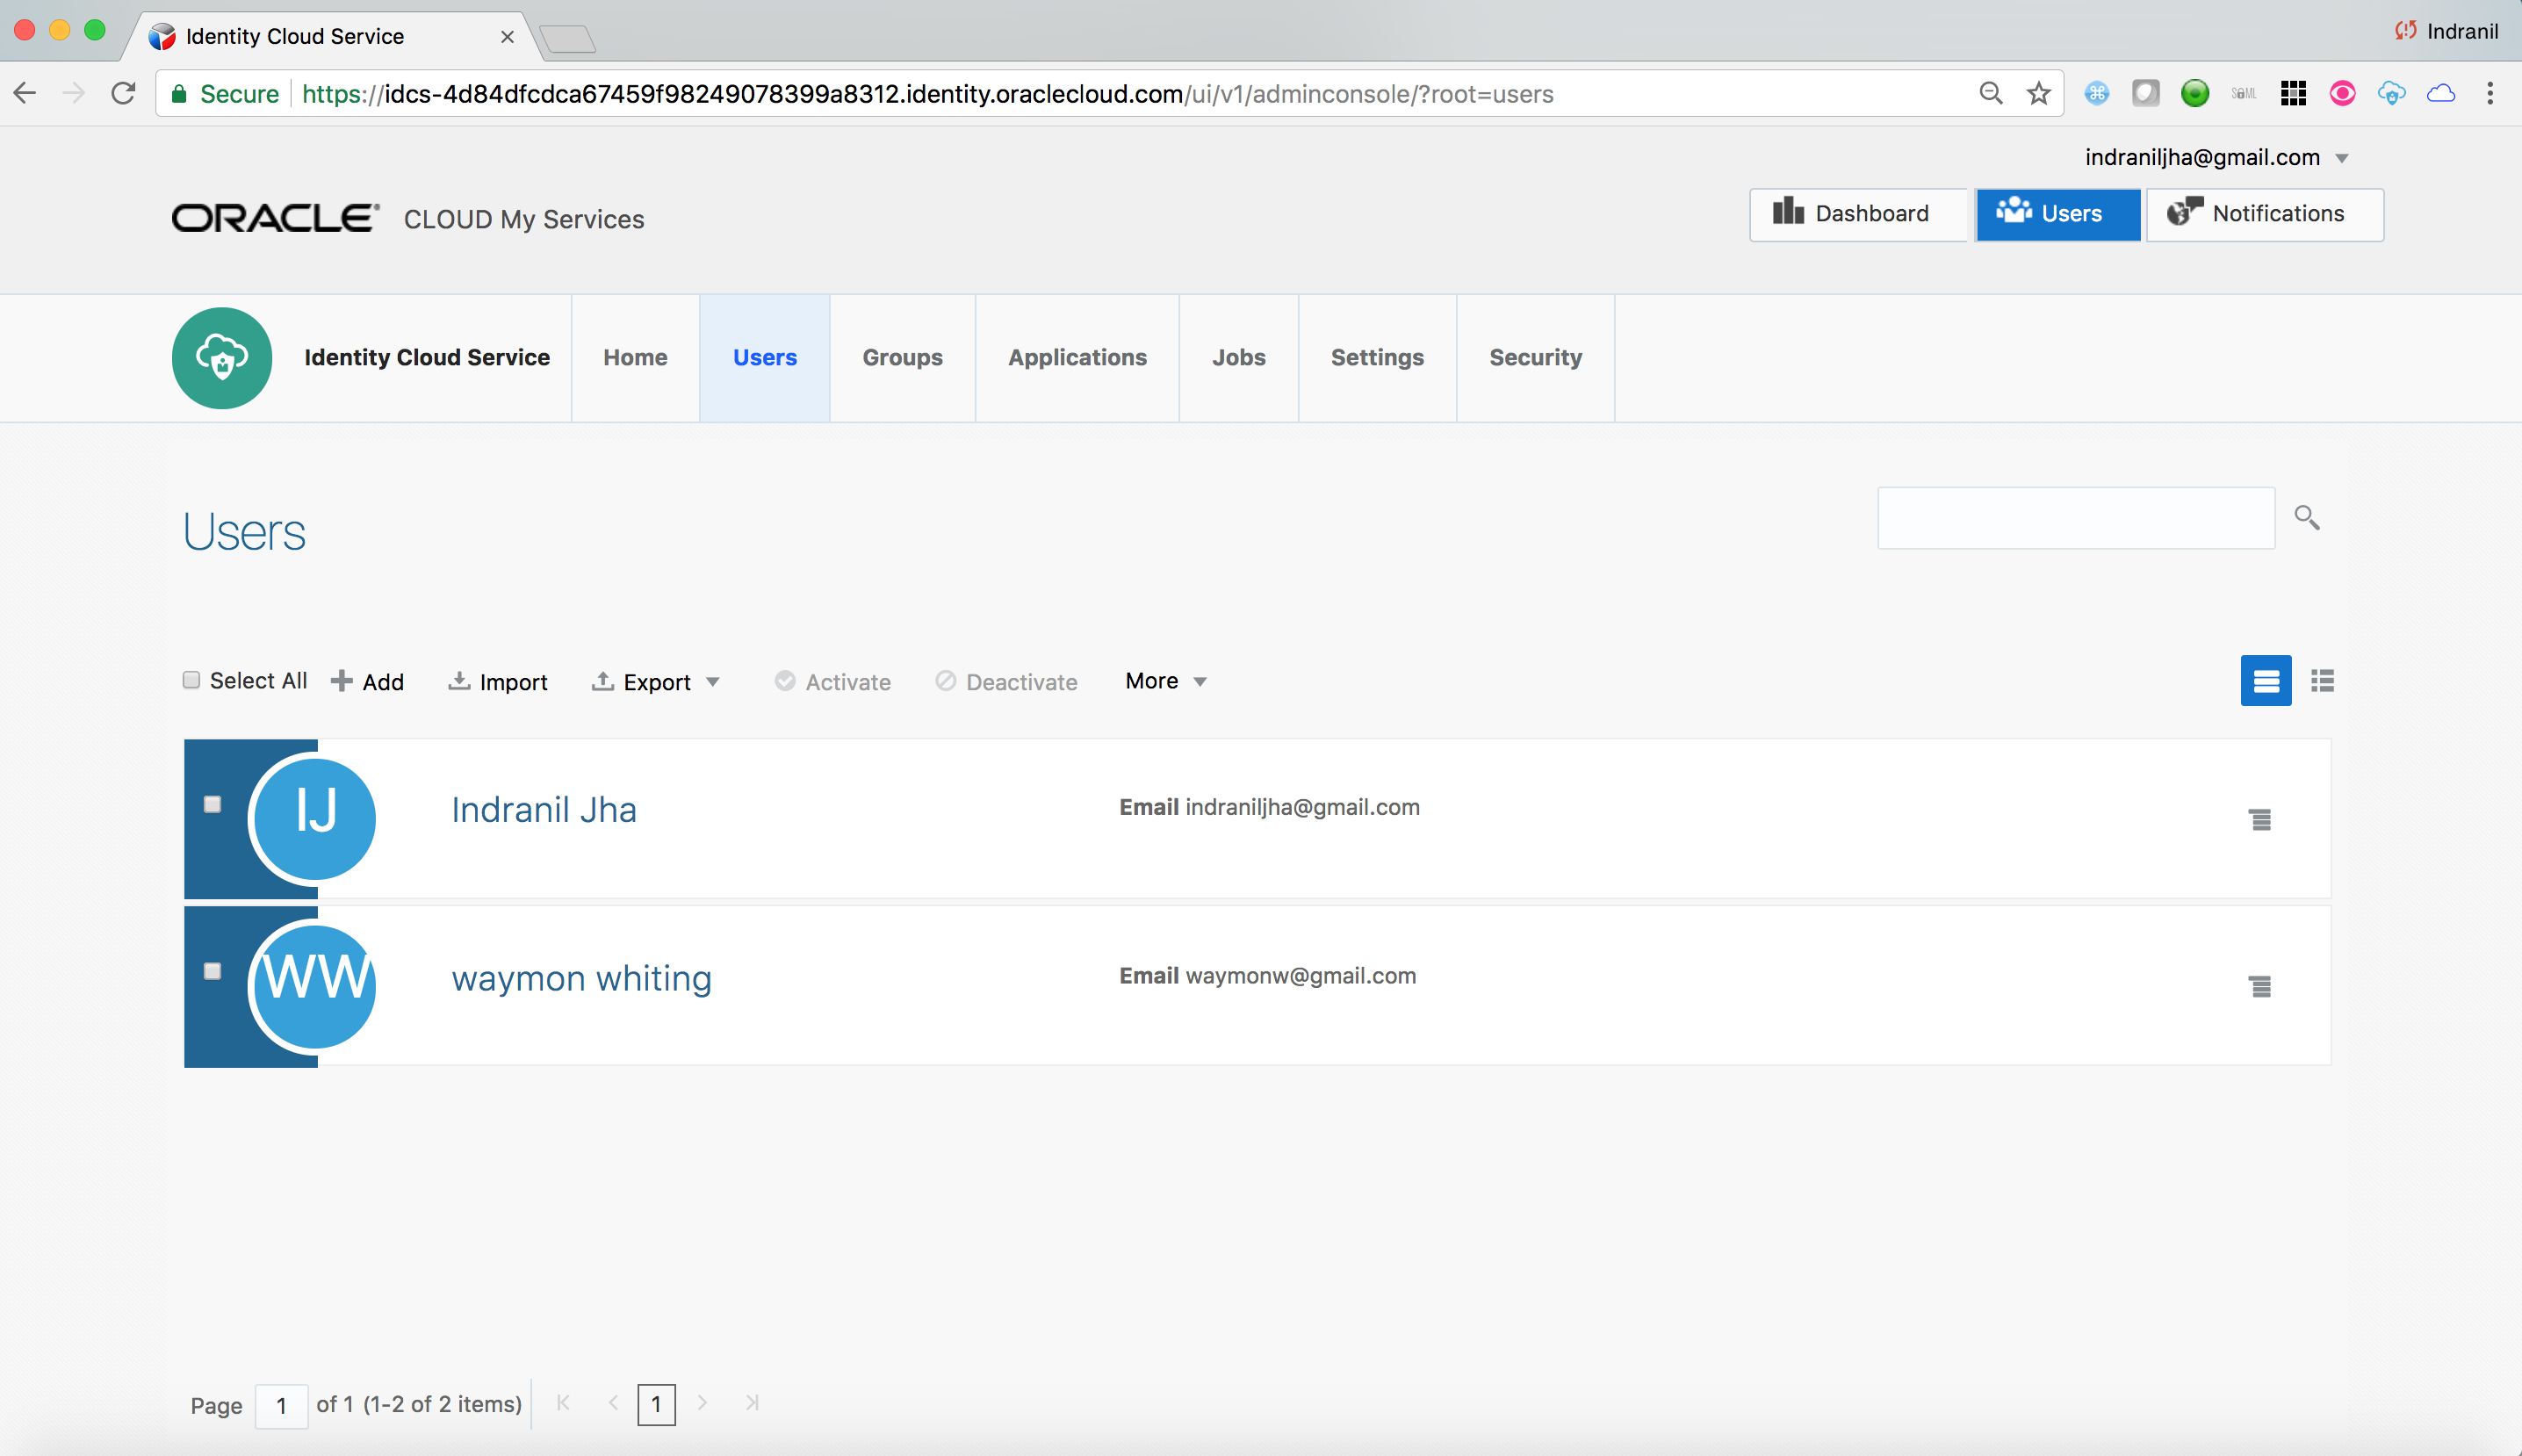 Identity Cloud Service
Indranil
Secure https://idcs-4d84dfcdca67459f98249078399a8312.identity.oraclecloud.com/ui/v1/adminconsole/?root=users
SAML
indraniljha@gmail.com
ORACLE® CLOUD My Services
Dashboard Users Notifications
Identity Cloud Service Home Users Groups Applications Jobs Settings Security
Users
Select All Add Import Export Activate Deactivate More
IJ Indranil Jha Email indraniljha@gmail.com
WW waymon whiting Email waymonw@gmail.com
Page 1 of 1 (1-2 of 2 items) 1